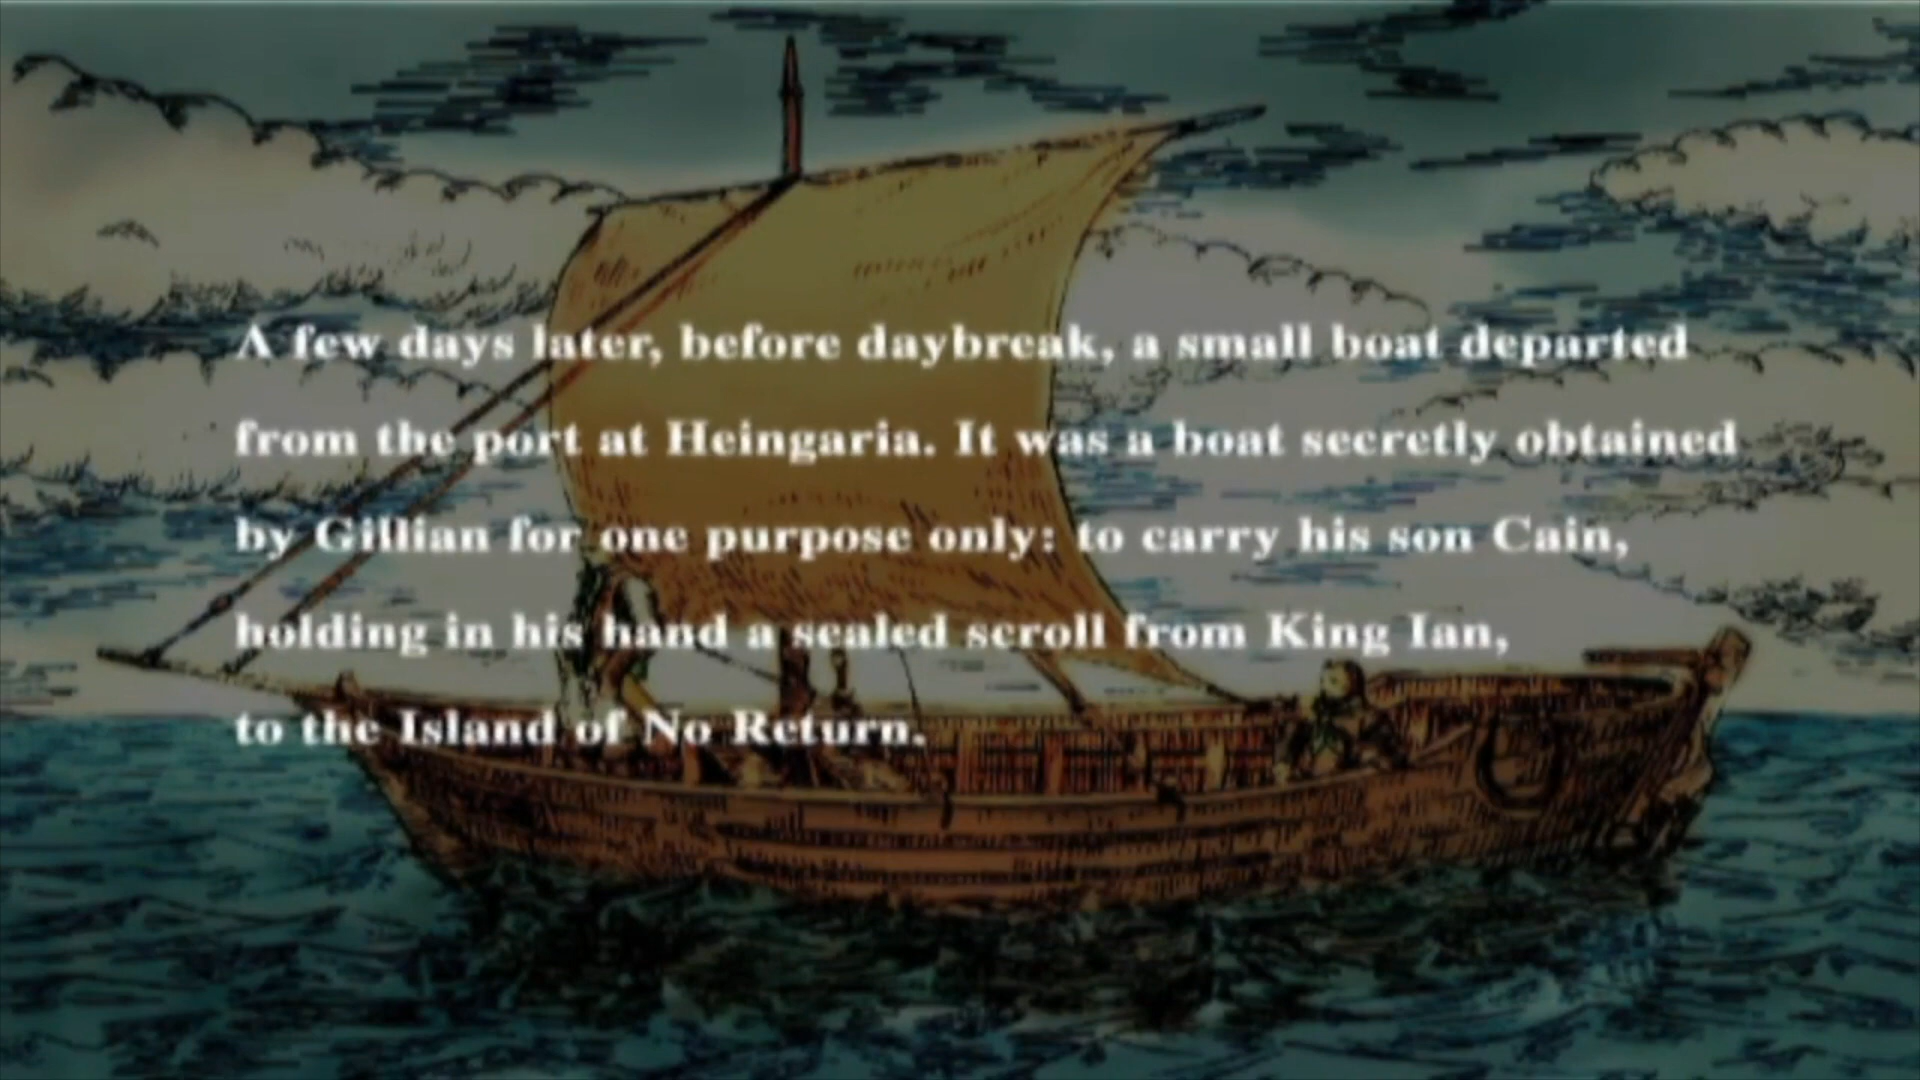 A few days later, before daybreak, a small boat departed
from the port at Heingaria. It was a boat secretly obtained
by Gillian for one purpose only: to carry his son Cain,
holding in his hand a sealed scroll from King Ian,
to the Island of No Return.